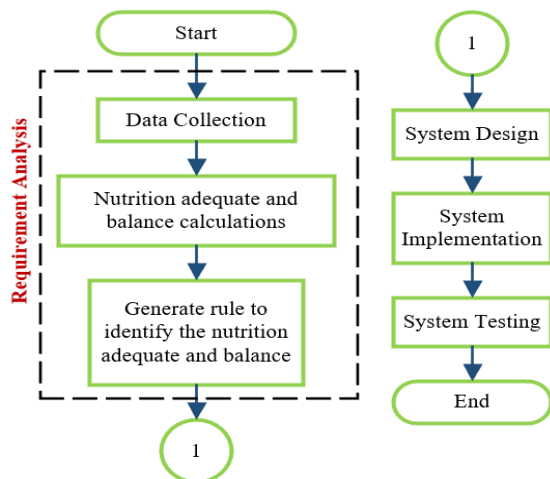 Start
Requirement Analysis
Data Collection
Nutrition adequate and
balance calculations
Generate rule to
identify the nutrition
adequate and balance
1
1
System Design
System
Implementation
System Testing
End